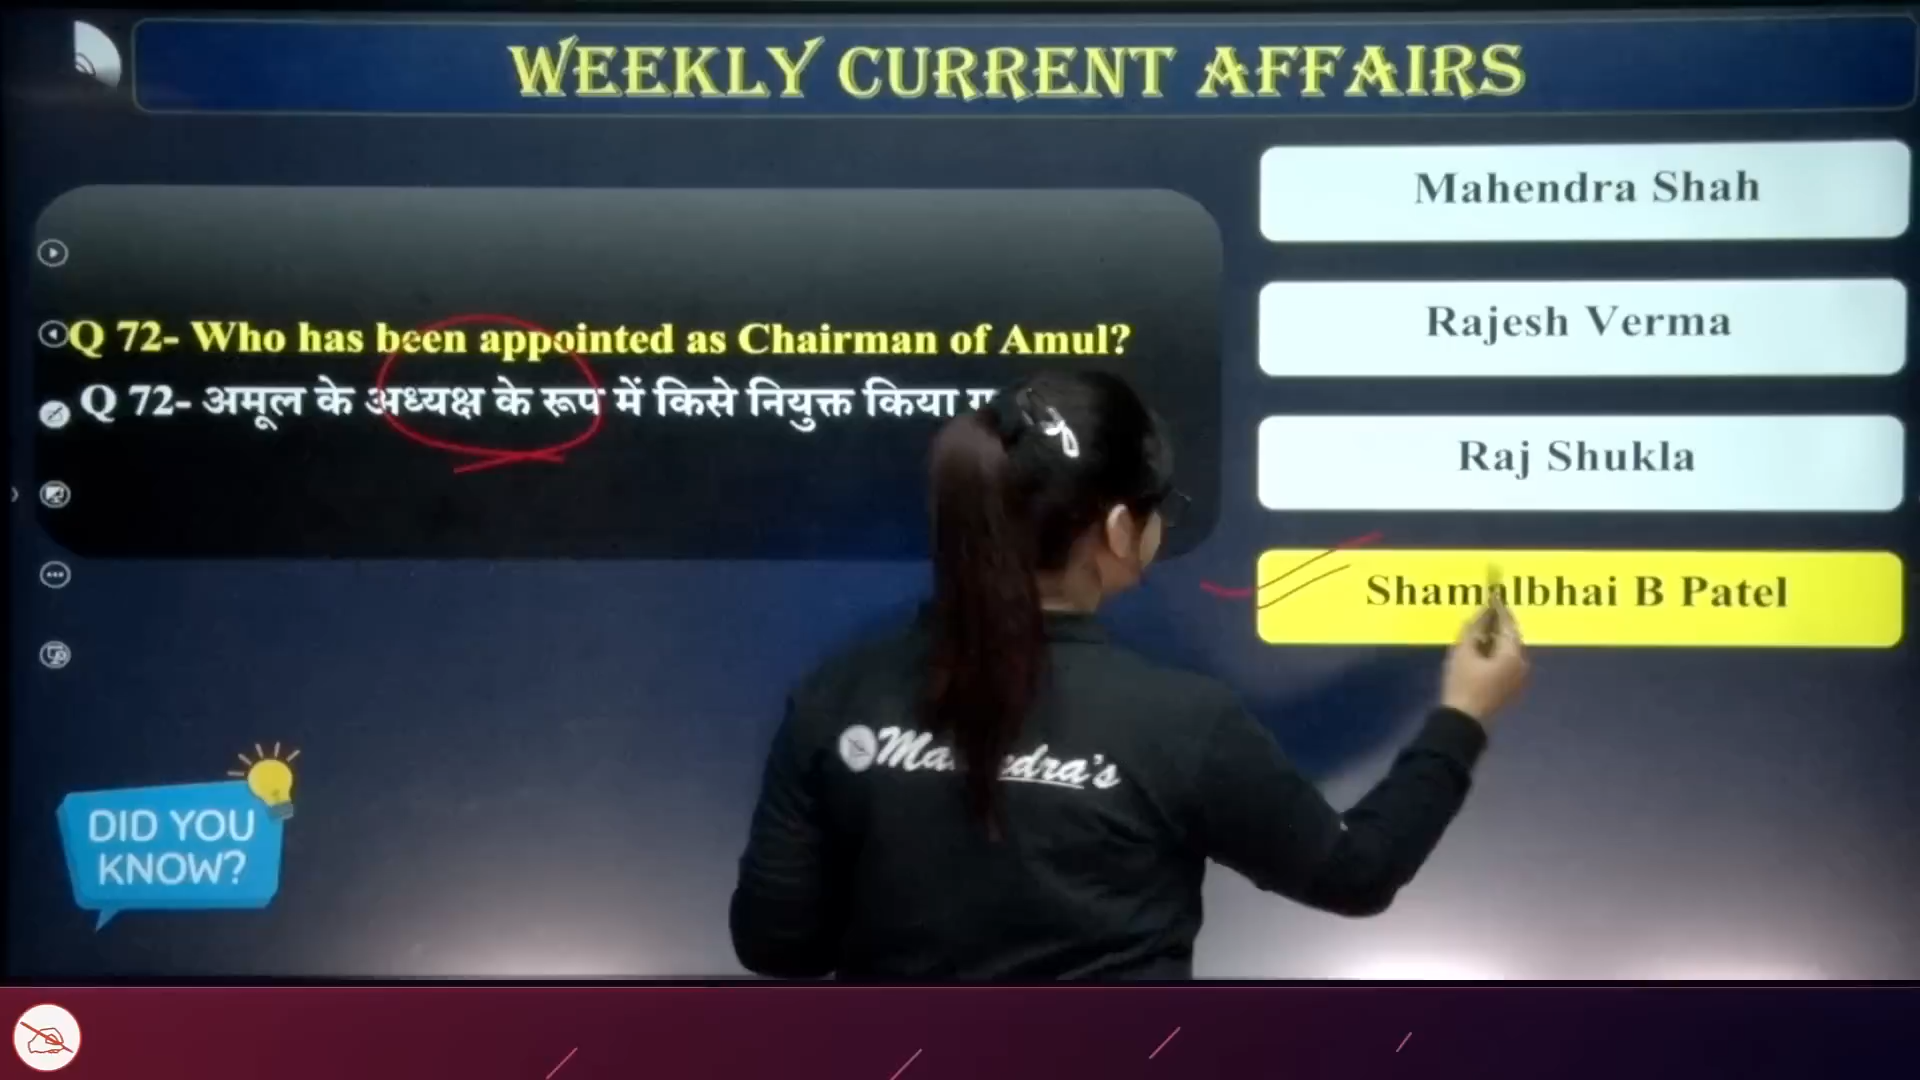 WEEKLY CURRENT AFFAIRS
Q 72- Who has been appointed as Chairman of Amul?
Q 72- अमूल के अध्यक्ष के रूप में किसे नियुक्त किया
Mahendra Shah
Rajesh Verma
Raj Shukla
Shamalbhai B Patel
DID YOU
KNOW?